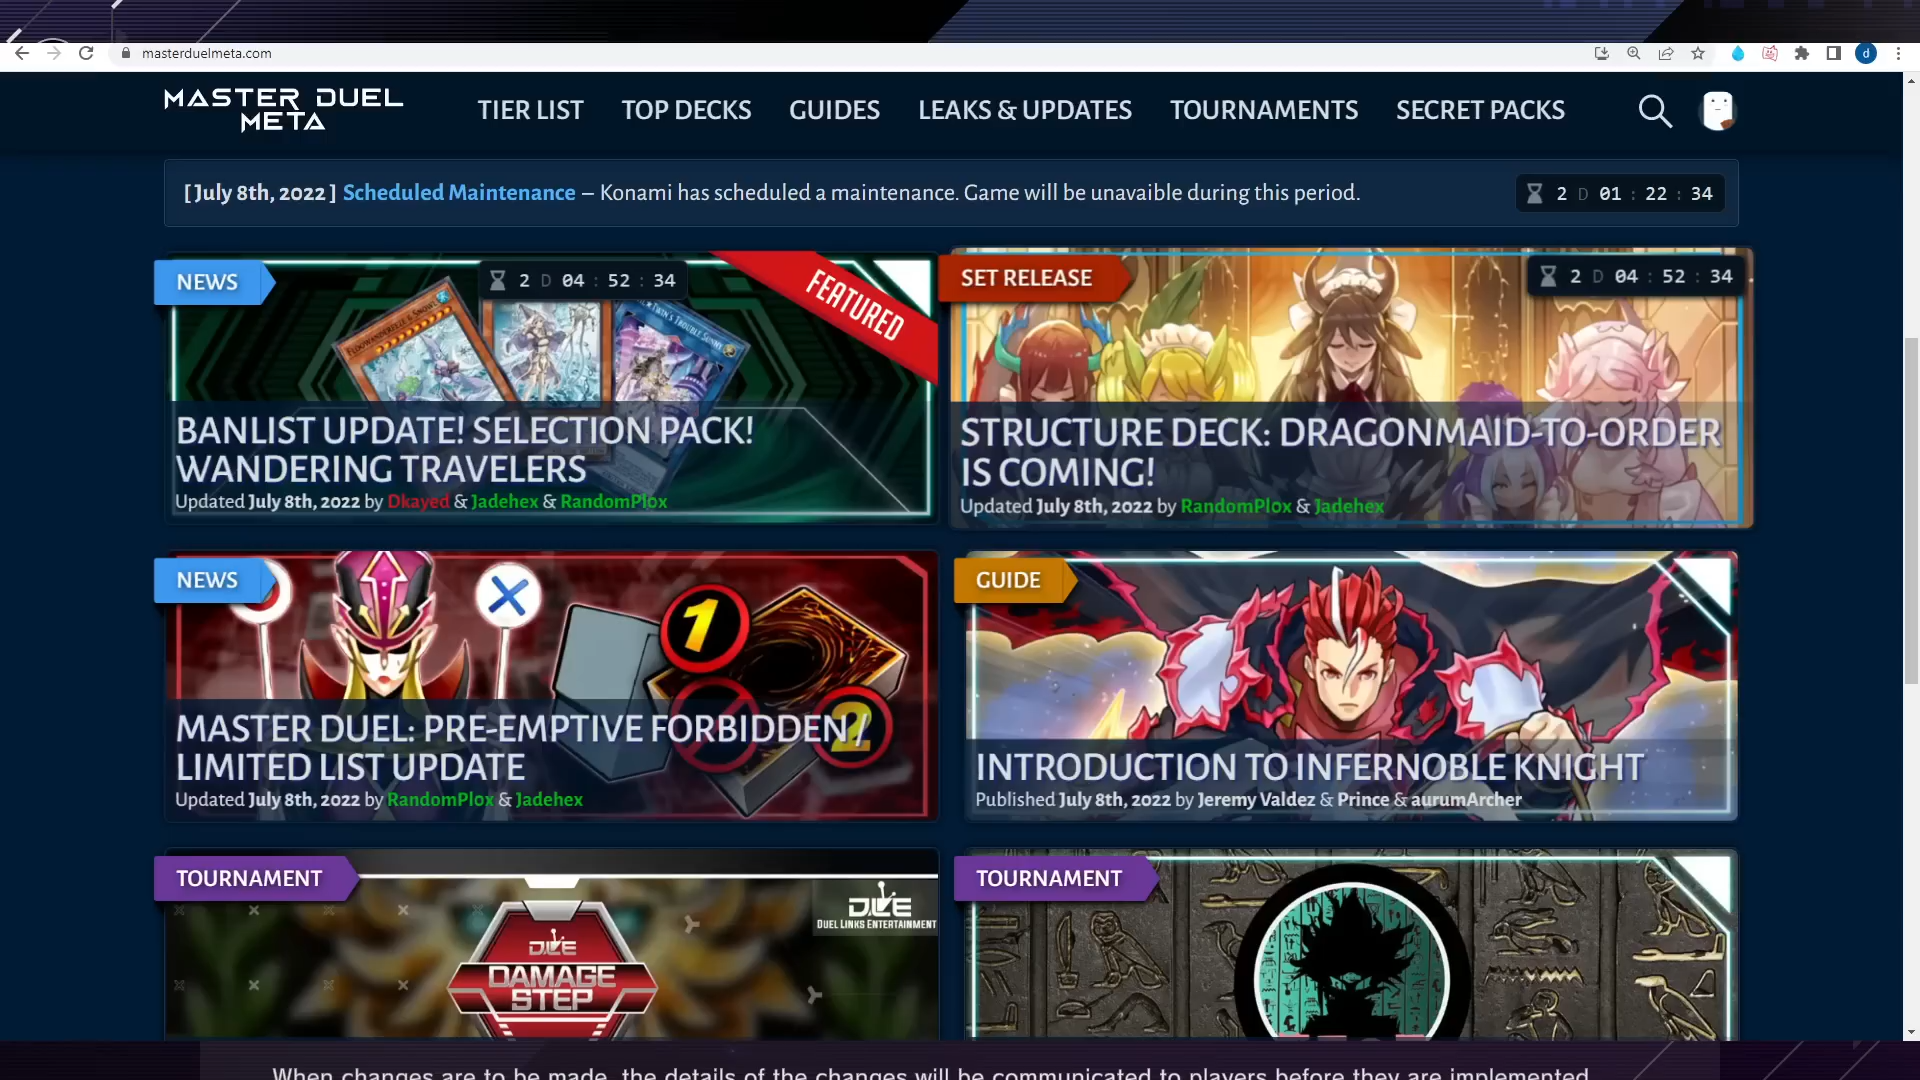 masterduelmeta.com
d
MASTER DUEL
META
TIER LIST
TOP DECKS
GUIDES
LEAKS & UPDATES
TOURNAMENTS
SECRET PACKS
[ July 8th, 2022 ] Scheduled Maintenance – Konami has scheduled a maintenance. Game will be unavaible during this period.
2 D 01 : 22 : 34
NEWS
2 D 04 : 52 : 34
FEATURED
BANLIST UPDATE! SELECTION PACK!
WANDERING TRAVELERS
Updated July 8th, 2022 by Dkayed & Jadehex & RandomPlox
SET RELEASE
2 D 04 : 52 : 34
STRUCTURE DECK: DRAGONMAID-TO-ORDER
IS COMING!
Updated July 8th, 2022 by RandomPlox & Jadehex
NEWS
1
2
MASTER DUEL: PRE-EMPTIVE FORBIDDEN /
LIMITED LIST UPDATE
Updated July 8th, 2022 by RandomPlox & Jadehex
GUIDE
INTRODUCTION TO INFERNOBLE KNIGHT
Published July 8th, 2022 by Jeremy Valdez & Prince & aurumArcher
TOURNAMENT
DLE
DUEL LINKS ENTERTAINMENT
DLE
DAMAGE
STEP
TOURNAMENT
When changes are to be made, the details of the changes will be communicated to players before they are implemented